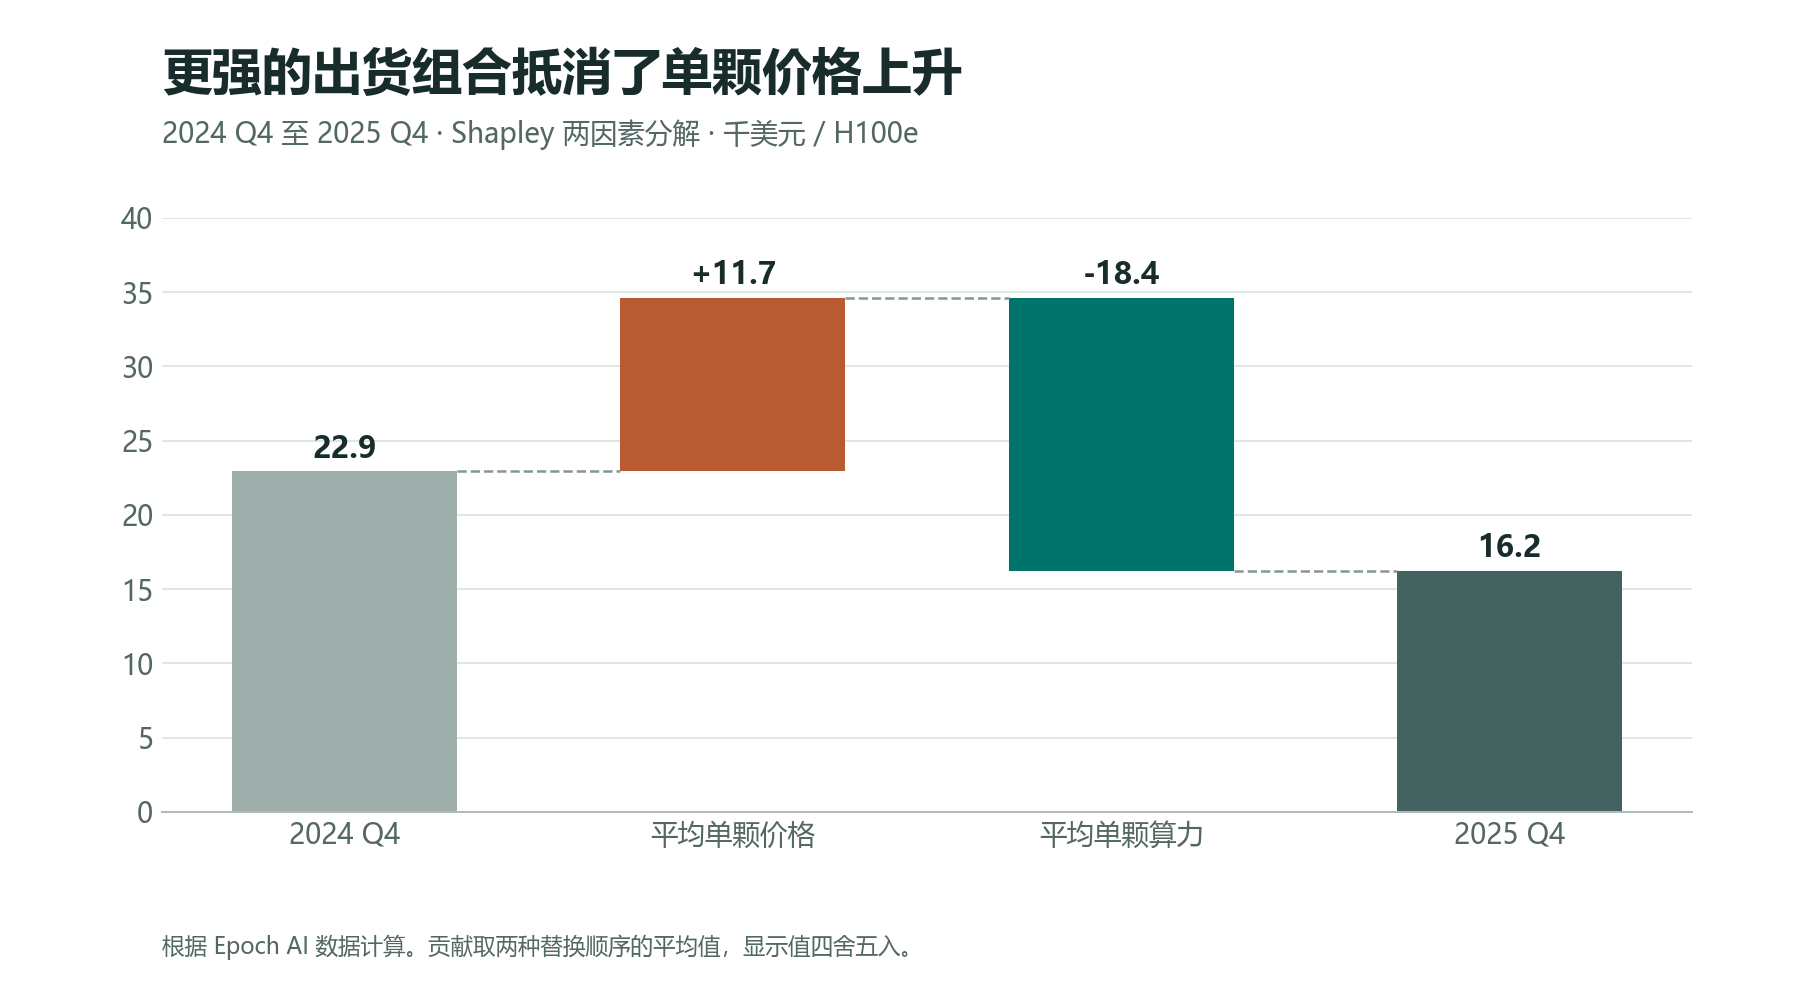 更强的出货组合抵消了单颗价格上升
2024 Q4 至 2025 Q4 · Shapley 两因素分解 · 千美元 / H100e
40
35
30
25
20
15
10
5
0
22.9
+11.7
-18.4
16.2
2024 Q4
平均单颗价格
平均单颗算力
2025 Q4
根据 Epoch AI 数据计算。贡献取两种替换顺序的平均值，显示值四舍五入。